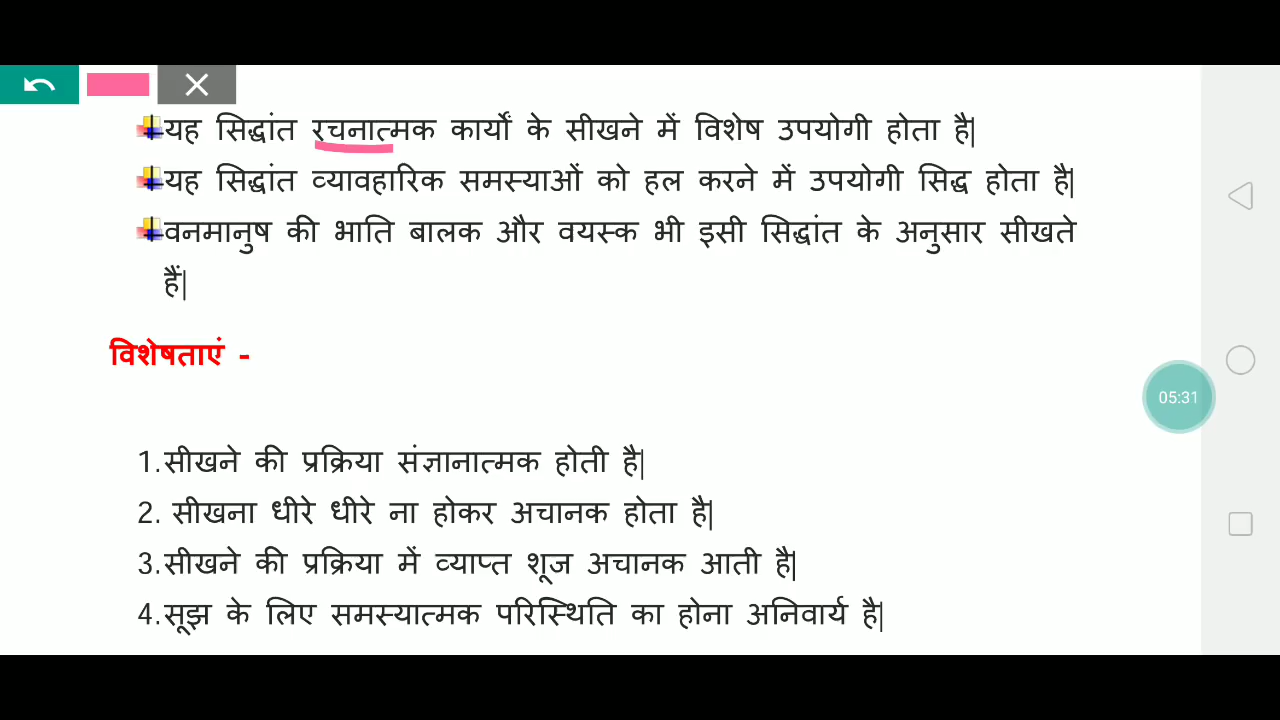 यह सिद्धांत रचनात्मक कार्यों के सीखने में विशेष उपयोगी होता है|
यह सिद्धांत व्यावहारिक समस्याओं को हल करने में उपयोगी सिद्ध होता है|
वनमानुष की भाति बालक और वयस्क भी इसी सिद्धांत के अनुसार सीखते
हैं|
विशेषताएं -
1.सीखने की प्रक्रिया संज्ञानात्मक होती है|
2. सीखना धीरे धीरे ना होकर अचानक होता है|
05:31
3.सीखने की प्रक्रिया में व्याप्त शूज अचानक आती है|
4.सूझ के लिए समस्यात्मक परिस्थिति का होना अनिवार्य है|